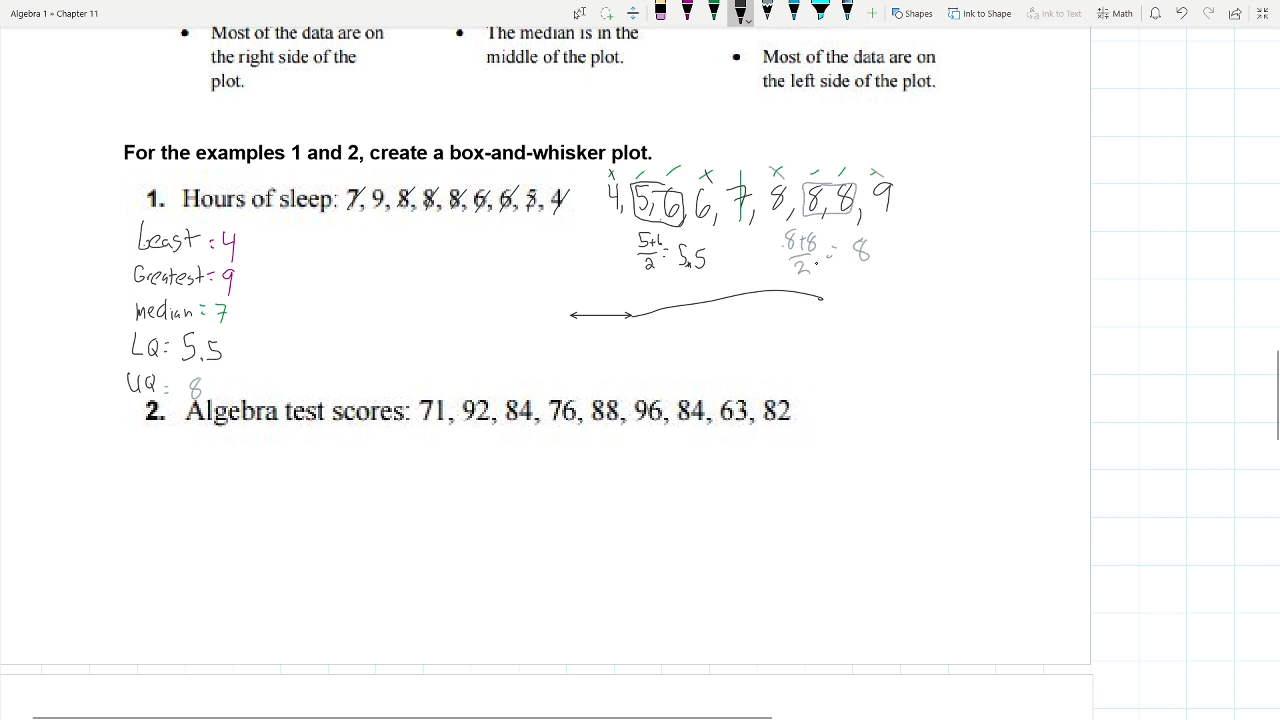 Algebra 1 » Chapter 11
Shapes
Ink to Shape
Ink to Text
Math
• Most of the data are on the right side of the plot.
• The median is in the middle of the plot.
• Most of the data are on the left side of the plot.
For the examples 1 and 2, create a box-and-whisker plot.
1. Hours of sleep: 7, 9, 8, 8, 8, 6, 6, 5, 4
4, 5, 6, 6, 7, 8, 8, 8, 9
5+6/2 = 5.5
8+8/2 = 8
Least: 4
Greatest: 9
median: 7
LQ: 5.5
UQ: 8
2. Algebra test scores: 71, 92, 84, 76, 88, 96, 84, 63, 82